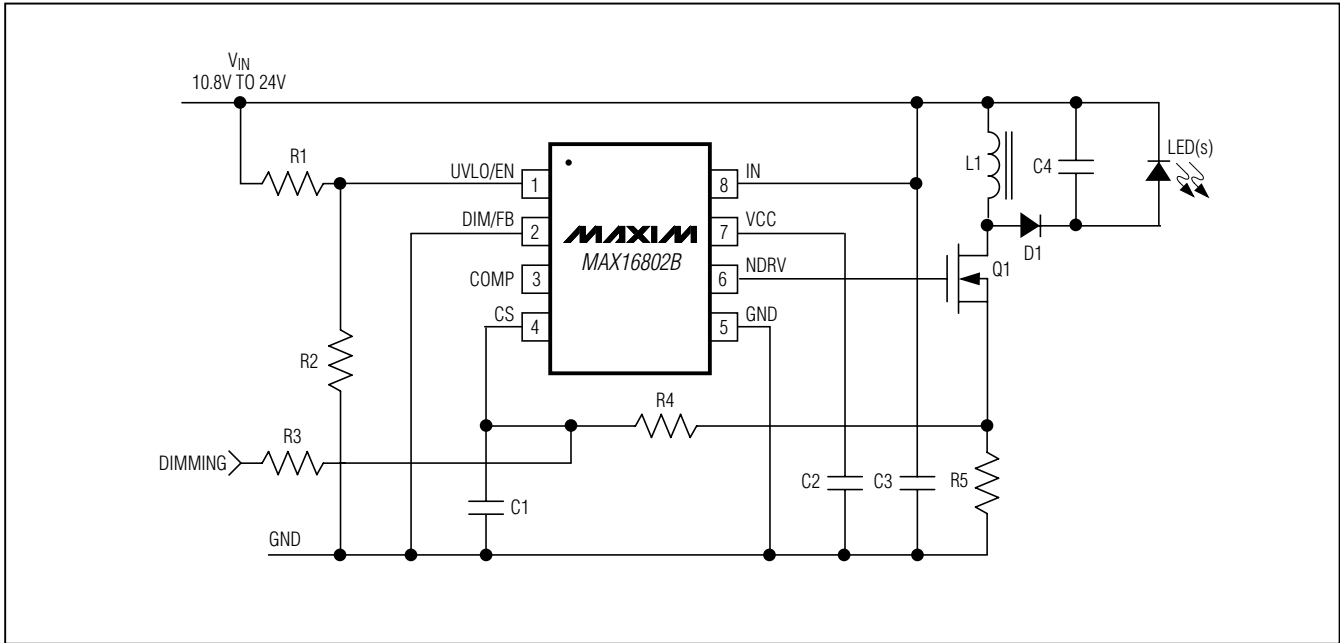 VIN
10.8V TO 24V
R1
UVLO/EN
1
DIM/FB
2
COMP
3
CS
4
MAXIM
MAX16802B
8
IN
7
VCC
6
NDRV
5
GND
L1
C4
LED(s)
D1
Q1
R2
R4
DIMMING
R3
C1
C2
C3
R5
GND